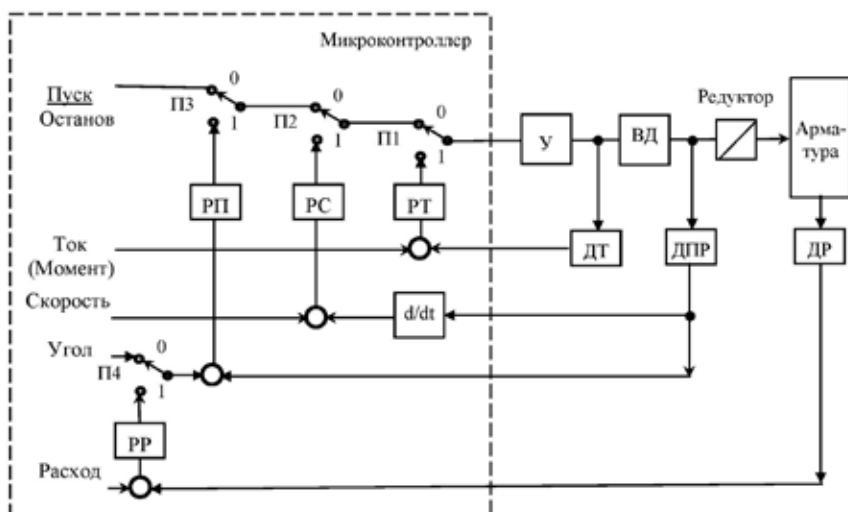 Микроконтроллер
Пуск
Останов
П3
0
1
П2
0
1
П1
0
1
У
ВД
Редуктор
Арма-
тура
РП
РС
РТ
Ток
(Момент)
ДТ
ДПР
ДР
Скорость
d/dt
Угол
П4
0
1
РР
Расход